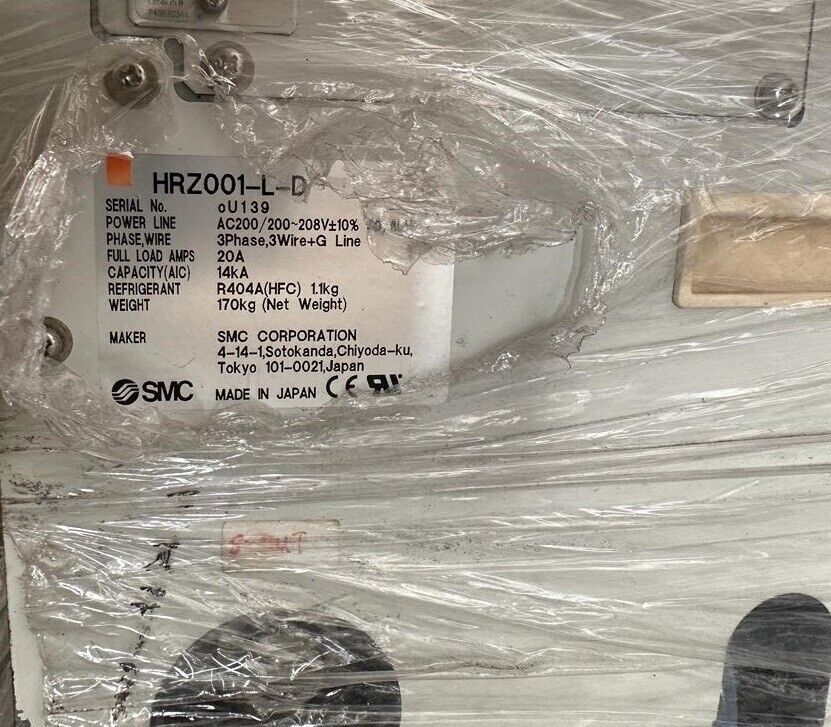 HRZ001-L-D
SERIAL No. oU139
POWER LINE AC200/200~208V±10%
PHASE,WIRE 3Phase,3Wire+G Line
FULL LOAD AMPS 20A
CAPACITY(AIC) 14kA
REFRIGERANT R404A(HFC) 1.1kg
WEIGHT 170kg (Net Weight)
MAKER SMC CORPORATION
4-14-1,Sotokanda,Chiyoda-ku,
Tokyo 101-0021,Japan
SMC MADE IN JAPAN CE